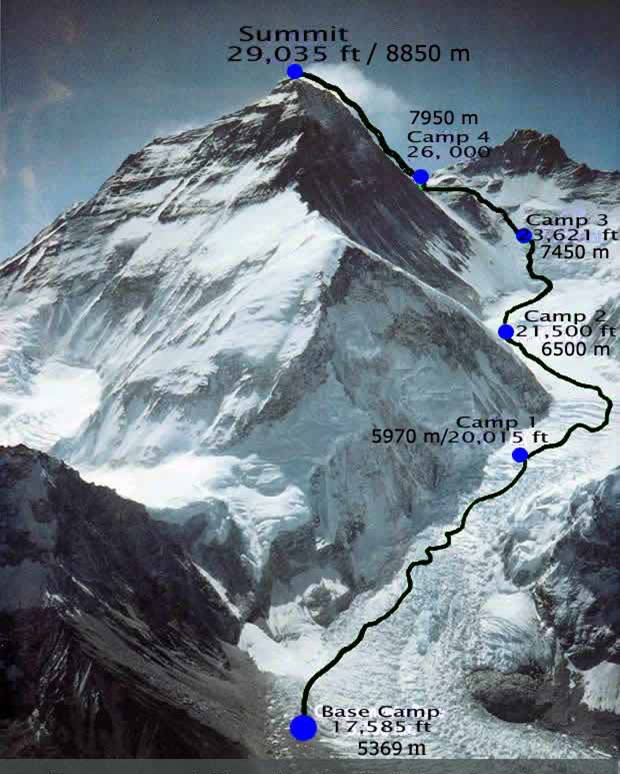 Summit
29,035 ft / 8850 m
7950 m
Camp 4
26, 000
Camp 3
23,621 ft
7450 m
Camp 2
21,500 ft
6500 m
Camp 1
5970 m/20,015 ft
Base Camp
17,585 ft
5369 m